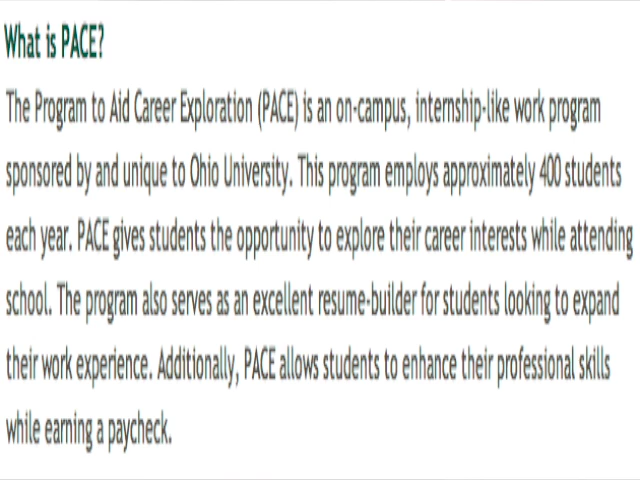 What is PACE?
The Program to Aid Career Exploration (PACE) is an on-campus, internship-like work program
sponsored by and unique to Ohio University. This program employs approximately 400 students
each year. PACE gives students the opportunity to explore their career interests while attending
school. The program also serves as an excellent resume-builder for students looking to expand
their work experience. Additionally, PACE allows students to enhance their professional skills
while earning a paycheck.